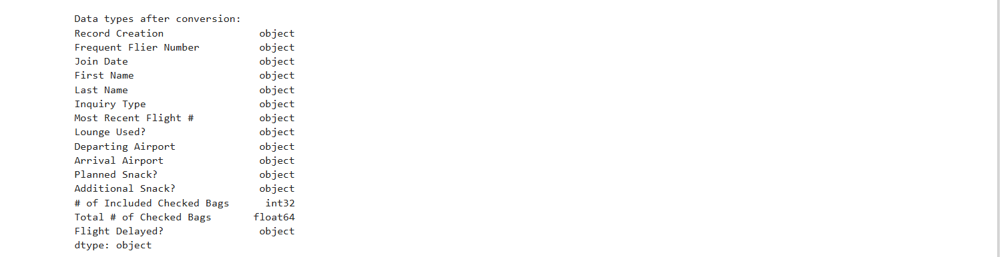 Data types after conversion:
Record Creation object
Frequent Flier Number object
Join Date object
First Name object
Last Name object
Inquiry Type object
Most Recent Flight # object
Lounge Used? object
Departing Airport object
Arrival Airport object
Planned Snack? object
Additional Snack? object
# of Included Checked Bags int32
Total # of Checked Bags float64
Flight Delayed? object
dtype: object